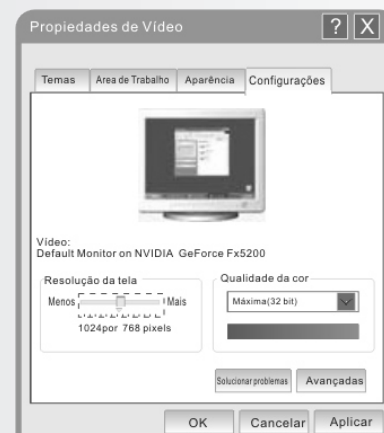 Propiedades de Vídeo ? X
Temas Area de Trabalho Aparência Configurações
Vídeo:
Default Monitor on NVIDIA GeForce Fx5200
Resolução da tela
Menos Mais
1024por 768 pixels
Qualidade da cor
Máxima(32 bit)
Solucionar problemas Avançadas
OK Cancelar Aplicar